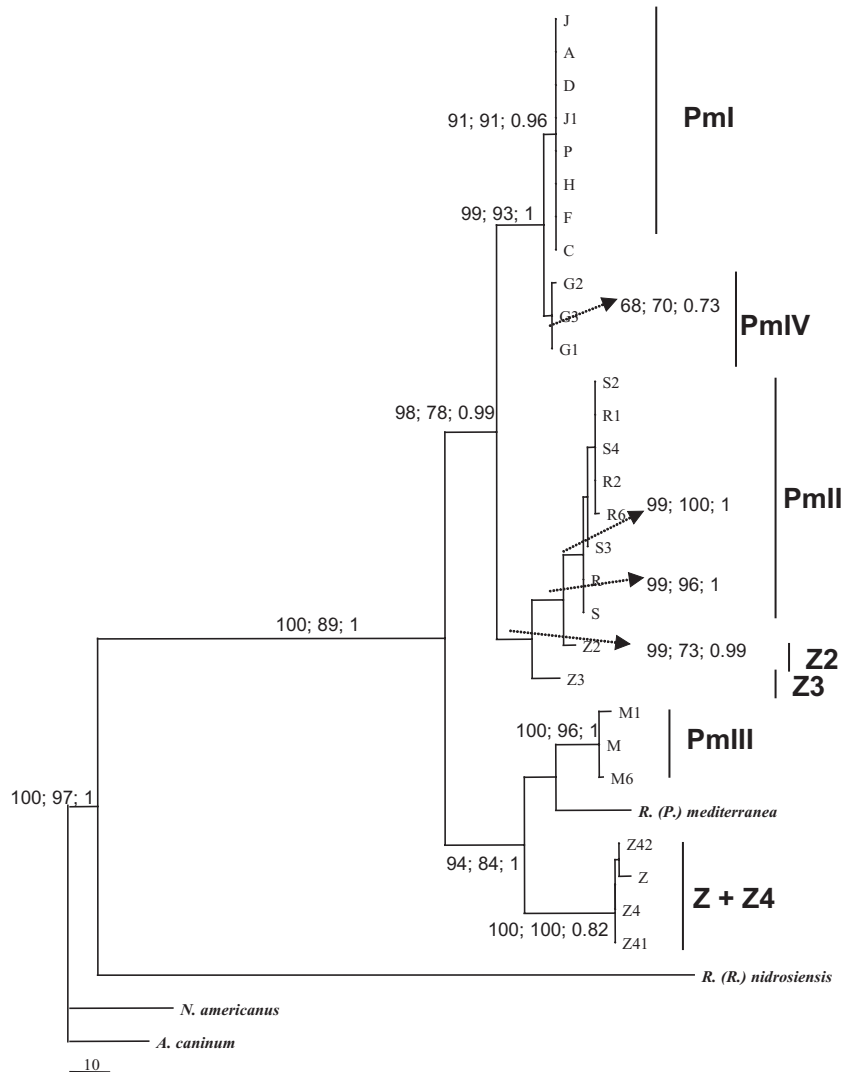 J
A
D
91; 91; 0.96
J1
PmI
P
H
99; 93; 1
F
C
G2
G3
68; 70; 0.73
PmIV
G1
S2
98; 78; 0.99
R1
S4
R2
99; 100; 1
PmII
R6
S3
R
99; 96; 1
S
100; 89; 1
Z2
99; 73; 0.99
Z2
Z3
Z3
M1
100; 96; 1
M
PmIII
M6
100; 97; 1
R. (P.) mediterranea
Z42
94; 84; 1
Z
Z + Z4
Z4
100; 100; 0.82
Z41
R. (R.) nidrosiensis
N. americanus
A. caninum
10